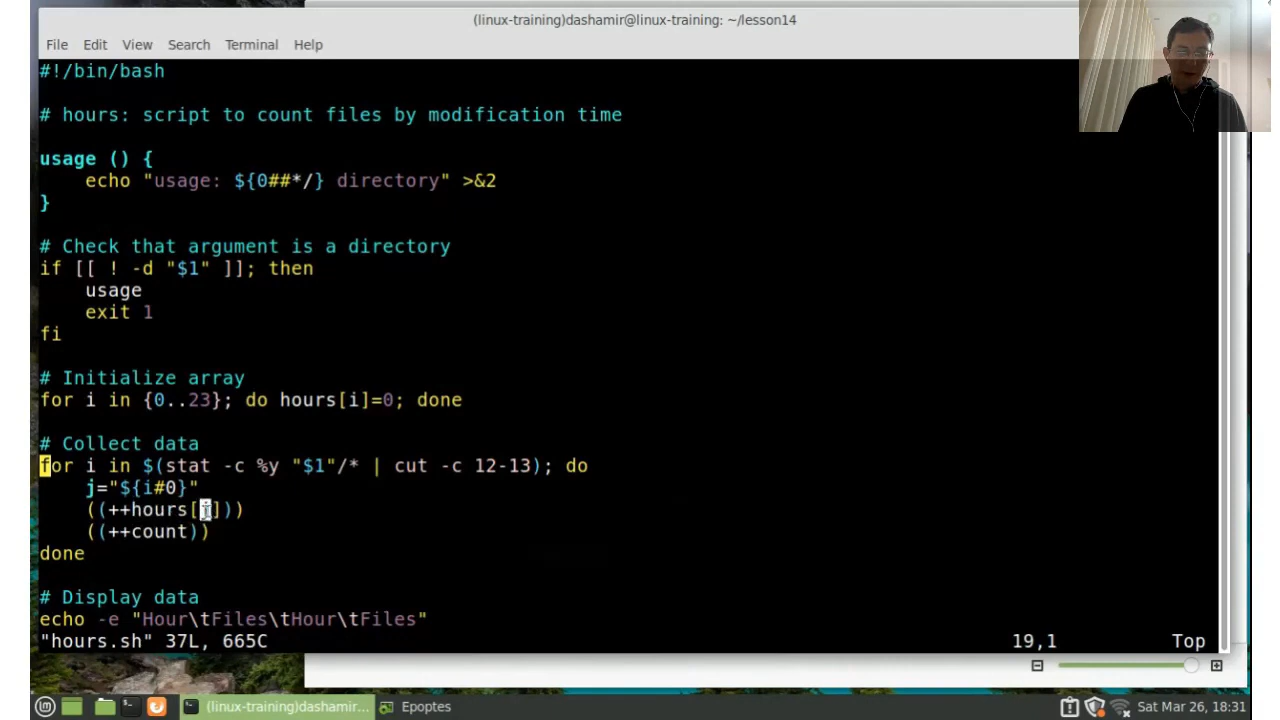 (linux-training)dashamir@linux-training: ~/lesson14
File Edit View Search Terminal Help
#!/bin/bash
# hours: script to count files by modification time
usage () {
echo "usage: ${0##*/} directory" >&2
}
# Check that argument is a directory
if [[ ! -d "$1" ]]; then
usage
exit 1
fi
# Initialize array
for i in {0..23}; do hours[i]=0; done
# Collect data
for i in $(stat -c %y "$1"/* | cut -c 12-13); do
j="${i#0}"
((++hours[j]))
((++count))
done
# Display data
echo -e "Hour\tFiles\tHour\tFiles"
"hours.sh" 37L, 665C 19,1 Top
(linux-training)dashamir... Epoptes Sat Mar 26, 18:31